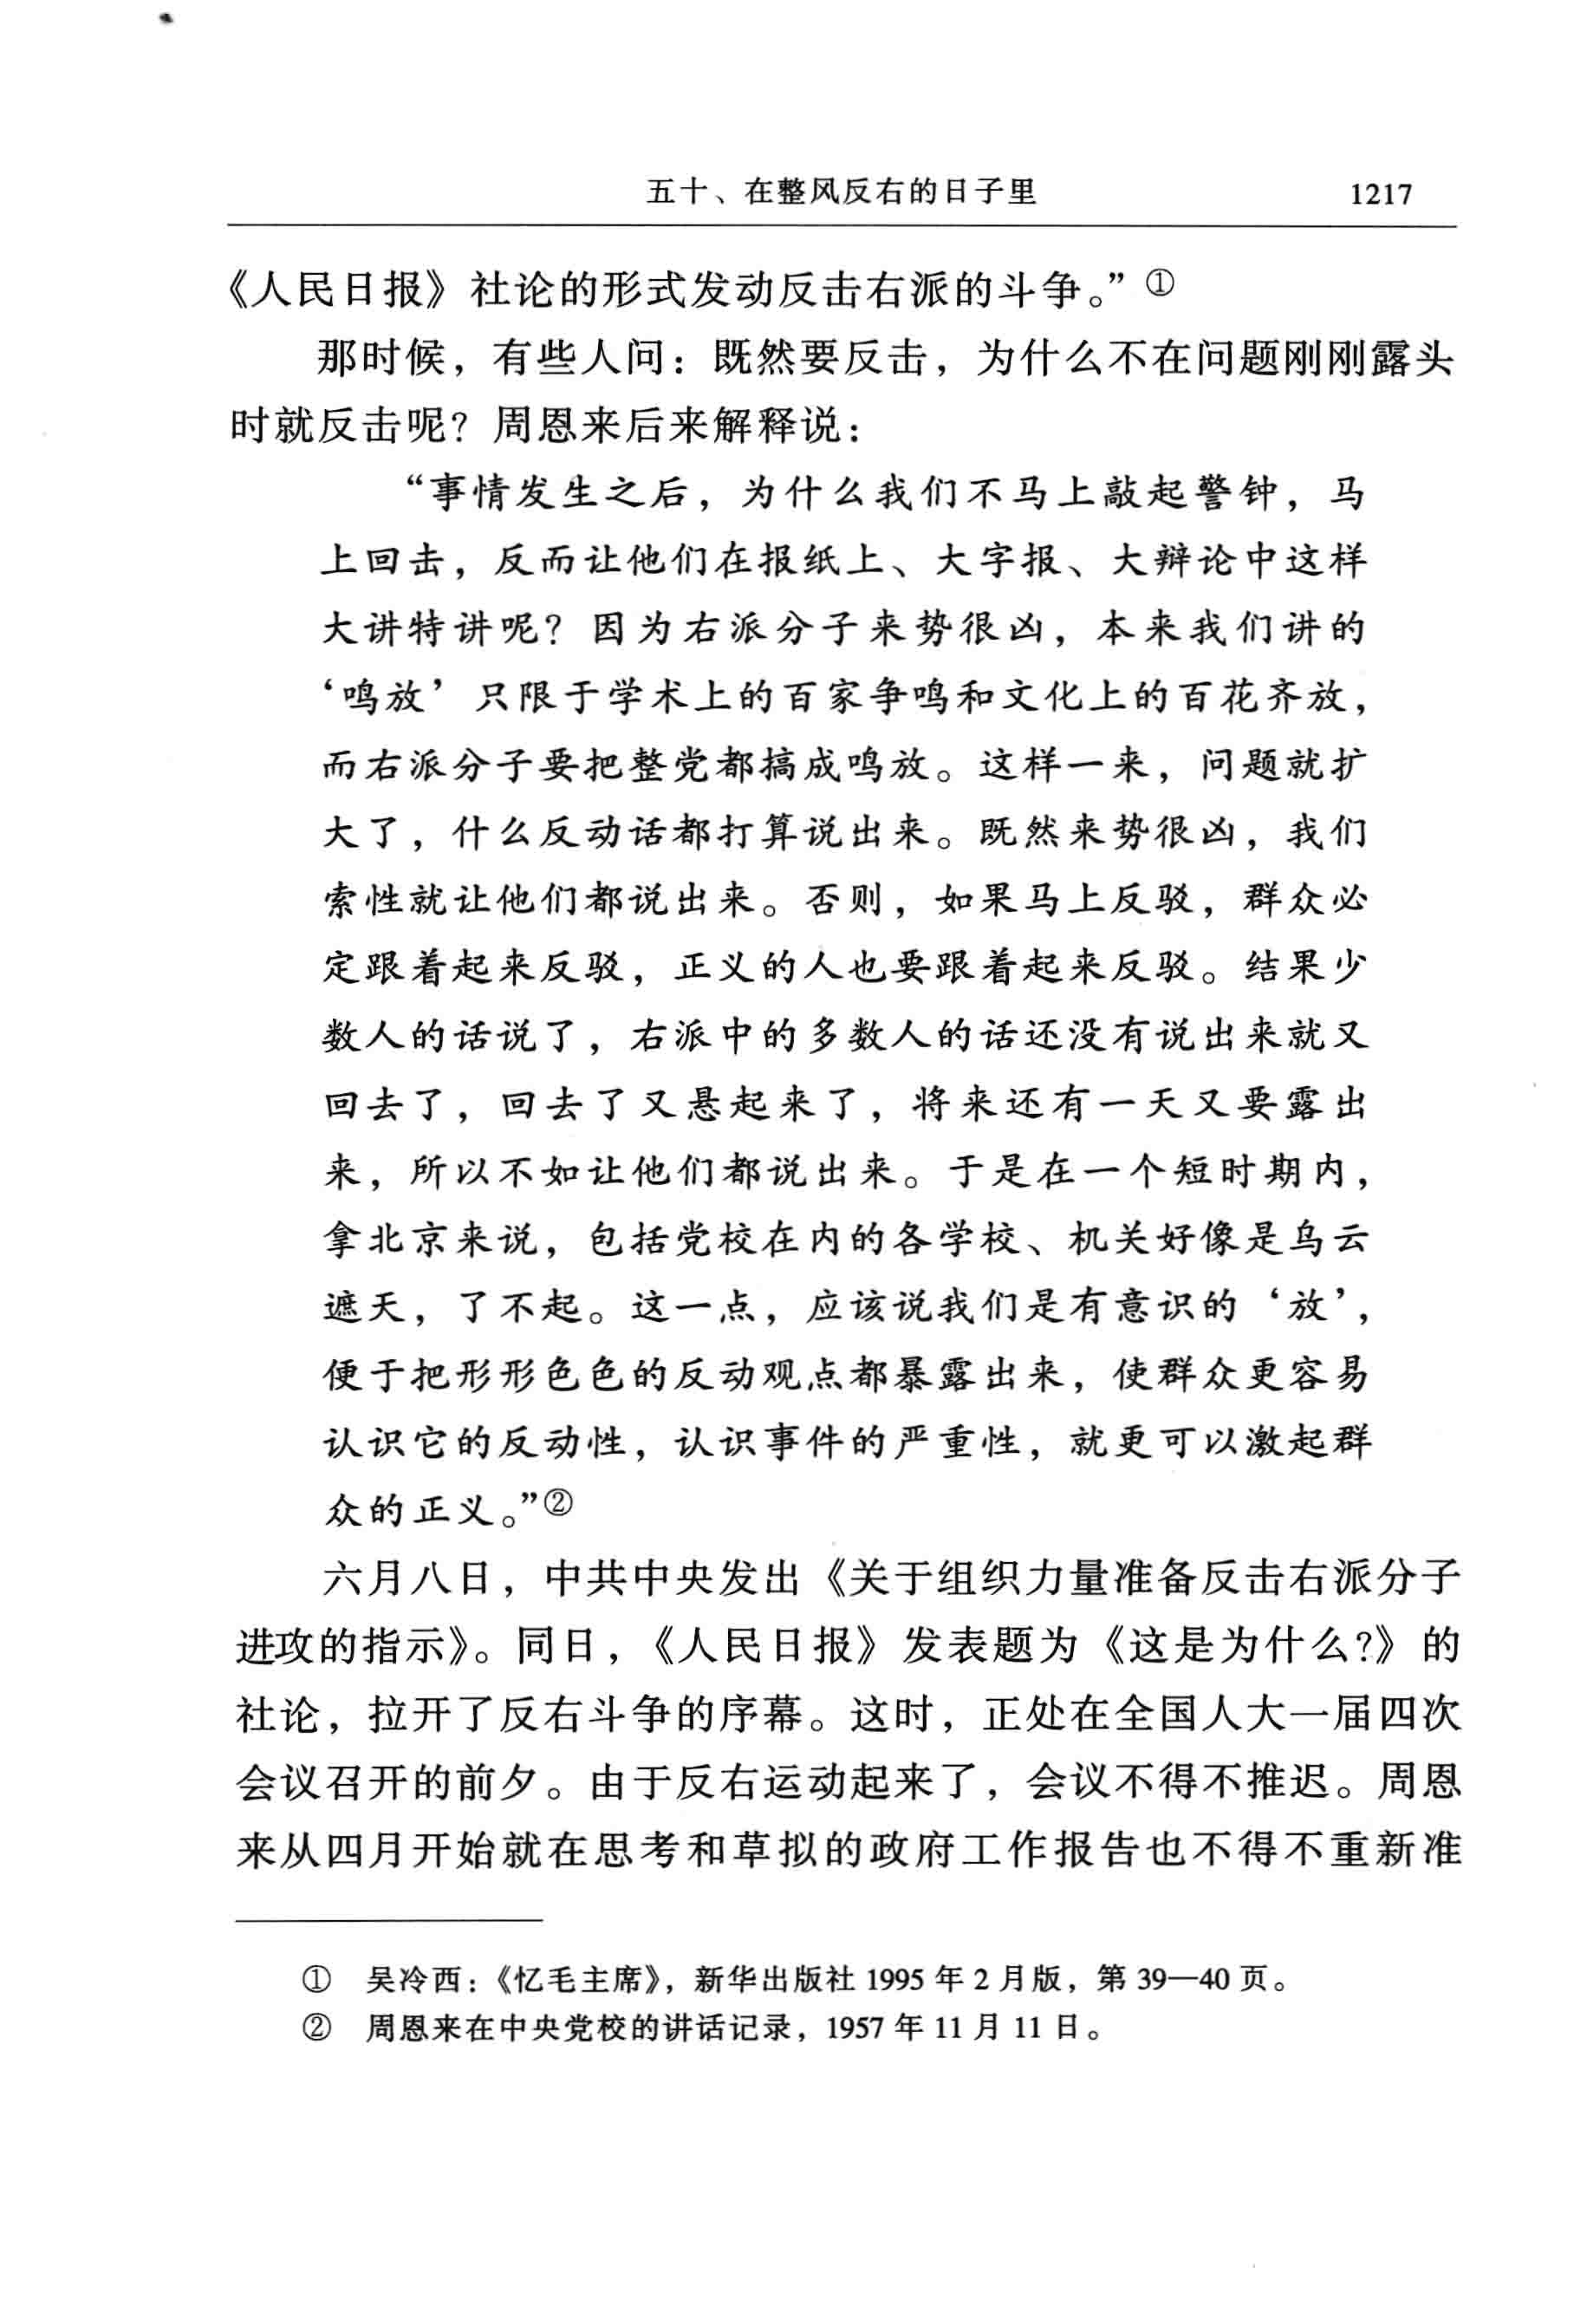 五十、在整风反右的日子里 1217
《人民日报》社论的形式发动反击右派的斗争。”①
那时候，有些人问：既然要反击，为什么不在问题刚刚露头
时就反击呢？周恩来后来解释说：
“事情发生之后，为什么我们不马上敲起警钟，马
上回击，反而让他们在报纸上、大字报、大辩论中这样
大讲特讲呢？因为右派分子来势很凶，本来我们讲的
‘鸣放’只限于学术上的百家争鸣和文化上的百花齐放，
而右派分子要把整党都搞成鸣放。这样一来，问题就扩
大了，什么反动话都打算说出来。既然来势很凶，我们
索性就让他们都说出来。否则，如果马上反驳，群众必
定跟着起来反驳，正义的人也要跟着起来反驳。结果少
数人的话说了，右派中的多数人的话还没有说出来就又
回去了，回去了又悬起来了，将来还有一天又要露出
来，所以不如让他们都说出来。于是在一个短时期内，
拿北京来说，包括党校在内的各学校、机关好像是乌云
遮天，了不起。这一点，应该说我们是有意识的‘放’，
便于把形形色色的反动观点都暴露出来，使群众更容易
认识它的反动性，认识事件的严重性，就更可以激起群
众的正义。”②
六月八日，中共中央发出《关于组织力量准备反击右派分子
进攻的指示》。同日，《人民日报》发表题为《这是为什么？》的
社论，拉开了反右斗争的序幕。这时，正处在全国人大一届四次
会议召开的前夕。由于反右运动起来了，会议不得不推迟。周恩
来从四月开始就在思考和草拟的政府工作报告也不得不重新准
① 吴冷西：《忆毛主席》，新华出版社 1995 年 2 月版，第 39—40 页。
② 周恩来在中央党校的讲话记录，1957 年 11 月 11 日。